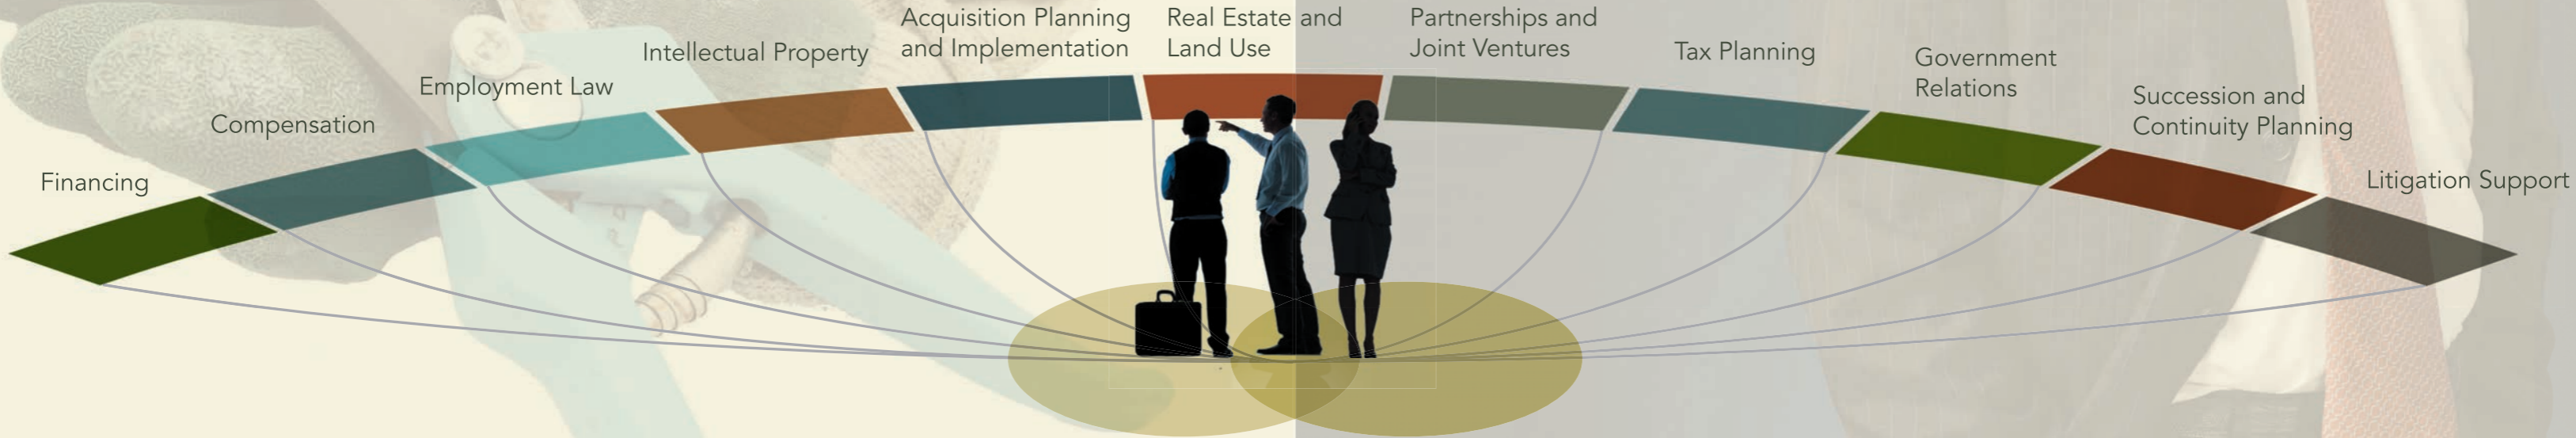 Financing
Compensation
Employment Law
Intellectual Property
Acquisition Planning
and Implementation
Real Estate and
Land Use
Partnerships and
Joint Ventures
Tax Planning
Government
Relations
Succession and
Continuity Planning
Litigation Support